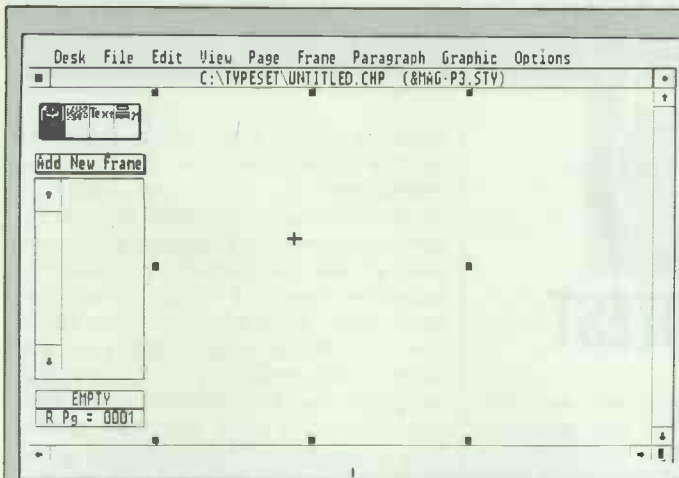 Desk File Edit View Page Frame Paragraph Graphic Options
C:\TYPESET\UNTITLED.CHP (&MAG-P3.STY)
Text
Add New Frame
EMPTY
R Pg = 0001